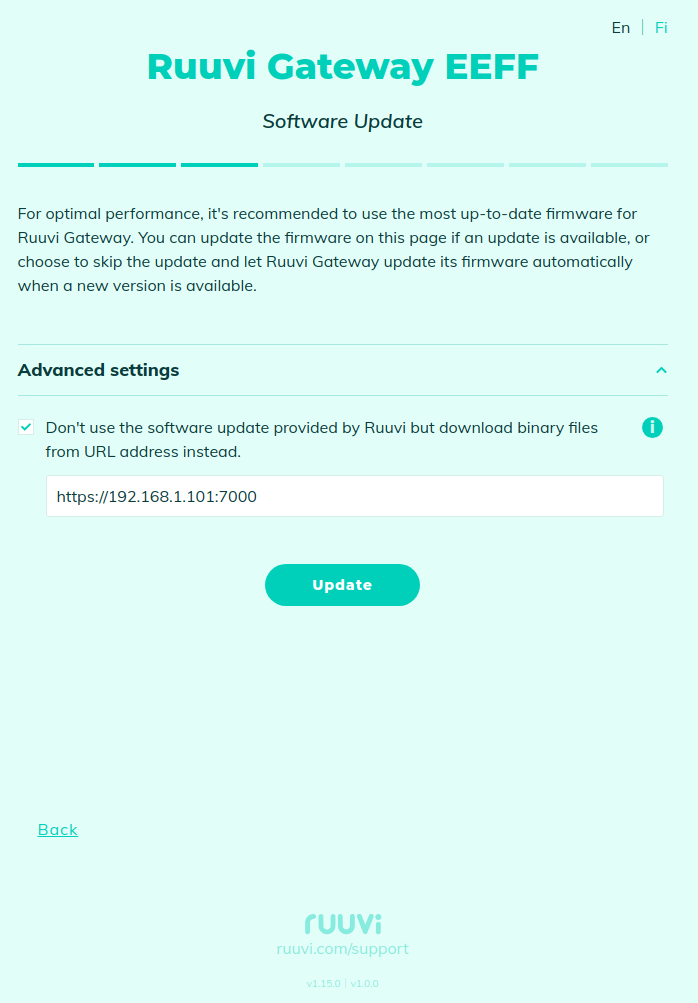 En | Fi
Ruuvi Gateway EEFF
Software Update
For optimal performance, it's recommended to use the most up-to-date firmware for
Ruuvi Gateway. You can update the firmware on this page if an update is available, or
choose to skip the update and let Ruuvi Gateway update its firmware automatically
when a new version is available.
Advanced settings
Don't use the software update provided by Ruuvi but download binary files
from URL address instead.
https://192.168.1.101:7000
Update
Back
ruuvi
ruuvi.com/support
v1.15.0 | v1.0.0